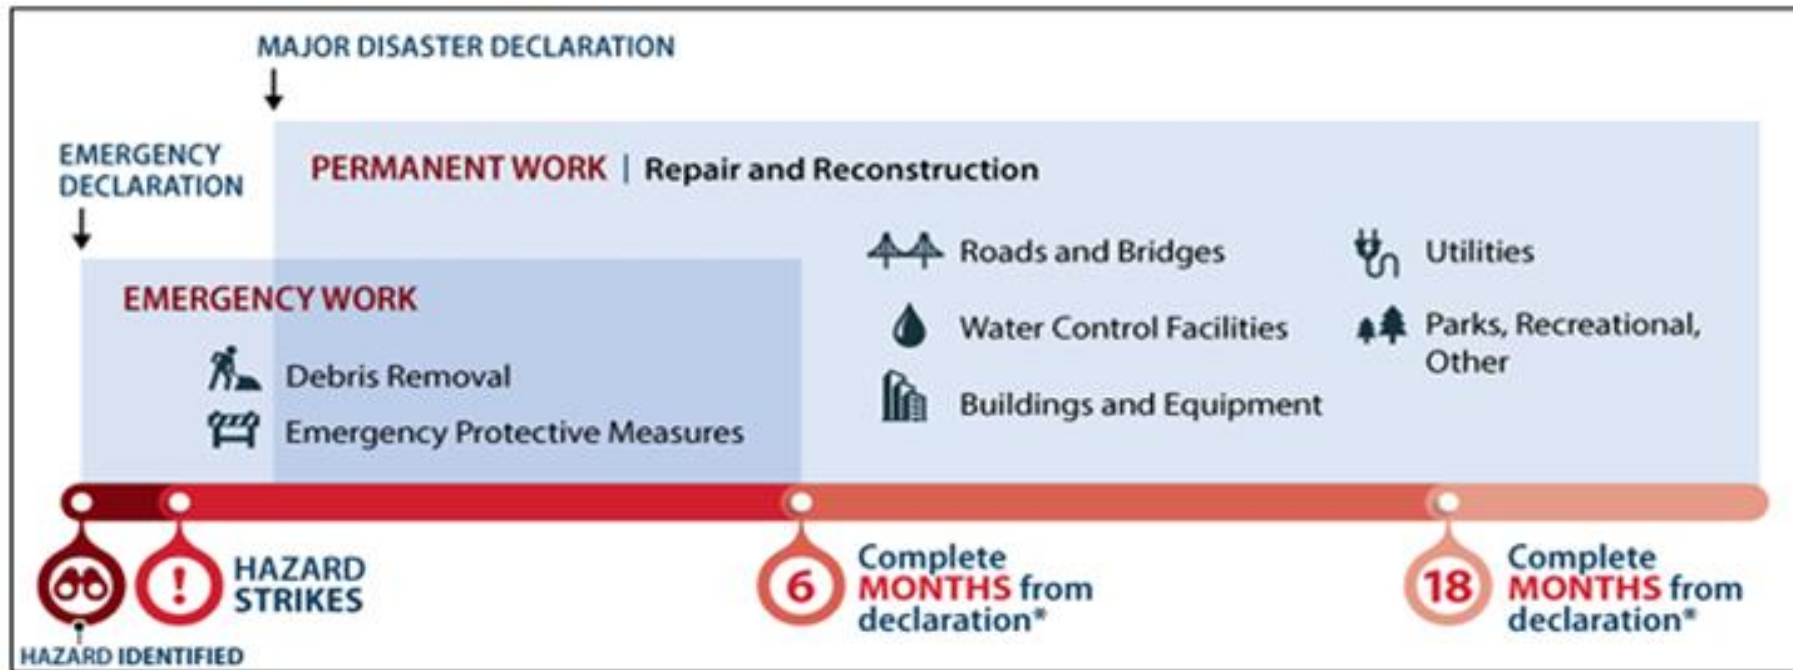 MAJOR DISASTER DECLARATION
EMERGENCY
DECLARATION
PERMANENT WORK | Repair and Reconstruction
EMERGENCY WORK
Debris Removal
Emergency Protective Measures
Roads and Bridges
Water Control Facilities
Buildings and Equipment
Utilities
Parks, Recreational,
Other
!
HAZARD
STRIKES
HAZARD IDENTIFIED
6
Complete
MONTHS from
declaration*
18
Complete
MONTHS from
declaration*